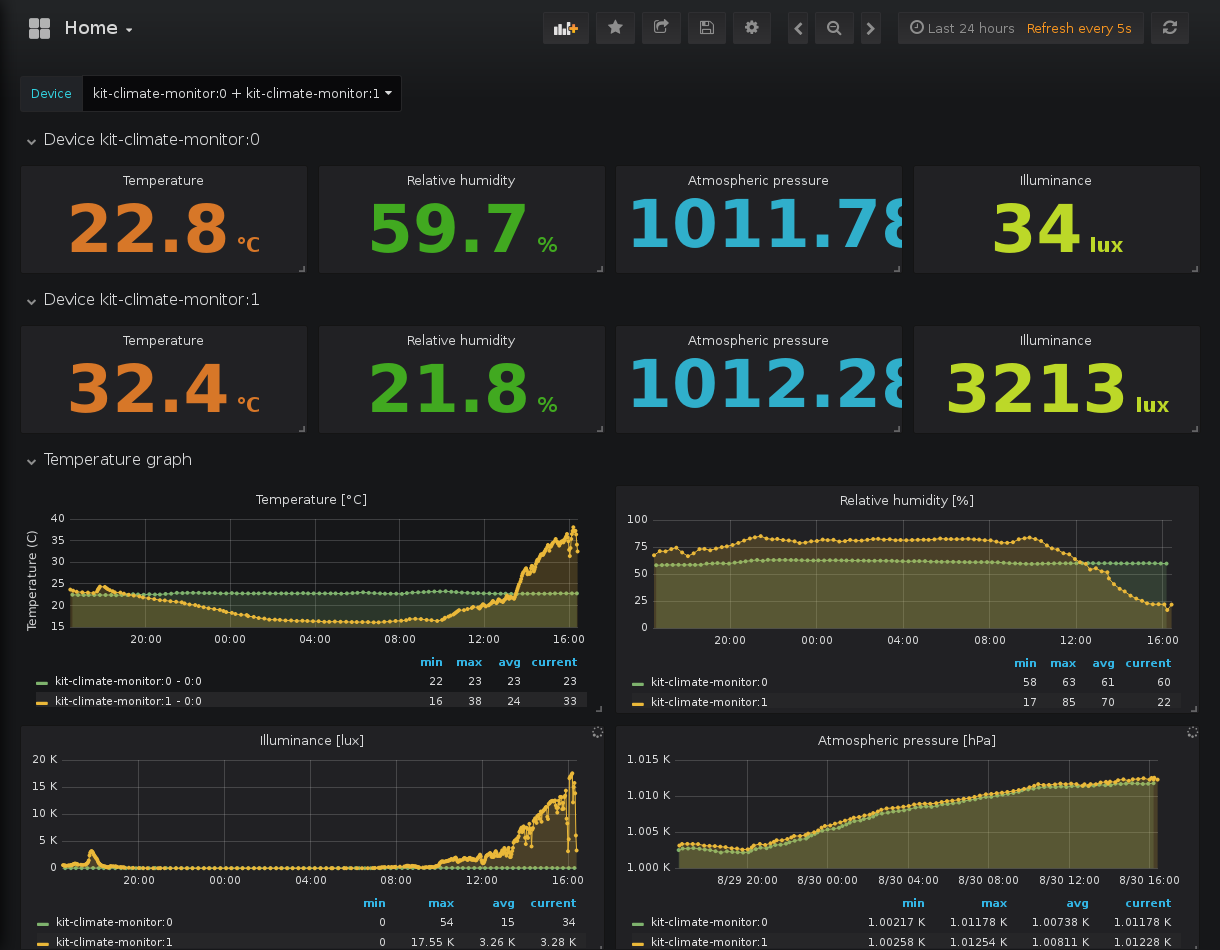 Home
Last 24 hours Refresh every 5s
Device kit-climate-monitor:0 + kit-climate-monitor:1
Device kit-climate-monitor:0
Temperature Relative humidity Atmospheric pressure Illuminance
22.8 °C 59.7 % 1011.78 34 lux
Device kit-climate-monitor:1
Temperature Relative humidity Atmospheric pressure Illuminance
32.4 °C 21.8 % 1012.28 3213 lux
Temperature graph
Temperature [°C]
Temperature (C)
40
35
30
25
20
15
20:00 00:00 04:00 08:00 12:00 16:00
min max avg current
kit-climate-monitor:0 - 0:0 22 23 23 23
kit-climate-monitor:1 - 0:0 16 38 24 33
Relative humidity [%]
100
75
50
25
0
20:00 00:00 04:00 08:00 12:00 16:00
min max avg current
kit-climate-monitor:0 58 63 61 60
kit-climate-monitor:1 17 85 70 22
Illuminance [lux]
20 K
15 K
10 K
5 K
0
20:00 00:00 04:00 08:00 12:00 16:00
min max avg current
kit-climate-monitor:0 0 54 15 34
kit-climate-monitor:1 0 17.55 K 3.26 K 3.28 K
Atmospheric pressure [hPa]
1.015 K
1.010 K
1.005 K
1.000 K
8/29 20:00 8/30 00:00 8/30 04:00 8/30 08:00 8/30 12:00 8/30 16:00
min max avg current
kit-climate-monitor:0 1.00217 K 1.01178 K 1.00738 K 1.01178 K
kit-climate-monitor:1 1.00258 K 1.01254 K 1.00811 K 1.01228 K